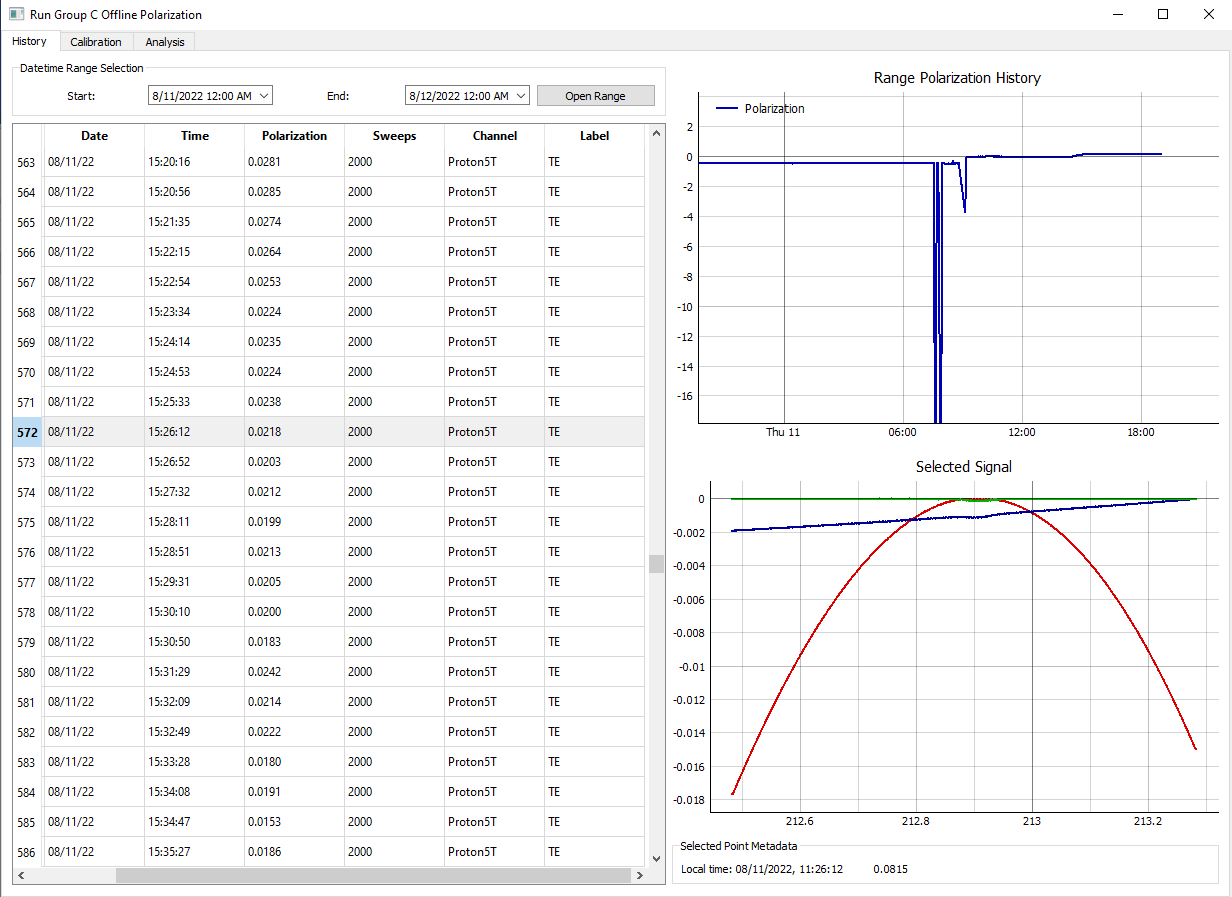 Run Group C Offline Polarization
History Calibration Analysis
Datetime Range Selection
Start: 8/11/2022 12:00 AM End: 8/12/2022 12:00 AM Open Range
Date Time Polarization Sweeps Channel Label
563 08/11/22 15:20:16 0.0281 2000 Proton5T TE
564 08/11/22 15:20:56 0.0285 2000 Proton5T TE
565 08/11/22 15:21:35 0.0274 2000 Proton5T TE
566 08/11/22 15:22:15 0.0264 2000 Proton5T TE
567 08/11/22 15:22:54 0.0253 2000 Proton5T TE
568 08/11/22 15:23:34 0.0224 2000 Proton5T TE
569 08/11/22 15:24:14 0.0235 2000 Proton5T TE
570 08/11/22 15:24:53 0.0224 2000 Proton5T TE
571 08/11/22 15:25:33 0.0238 2000 Proton5T TE
572 08/11/22 15:26:12 0.0218 2000 Proton5T TE
573 08/11/22 15:26:52 0.0203 2000 Proton5T TE
574 08/11/22 15:27:32 0.0212 2000 Proton5T TE
575 08/11/22 15:28:11 0.0199 2000 Proton5T TE
576 08/11/22 15:28:51 0.0213 2000 Proton5T TE
577 08/11/22 15:29:31 0.0205 2000 Proton5T TE
578 08/11/22 15:30:10 0.0200 2000 Proton5T TE
579 08/11/22 15:30:50 0.0183 2000 Proton5T TE
580 08/11/22 15:31:29 0.0242 2000 Proton5T TE
581 08/11/22 15:32:09 0.0214 2000 Proton5T TE
582 08/11/22 15:32:49 0.0222 2000 Proton5T TE
583 08/11/22 15:33:28 0.0180 2000 Proton5T TE
584 08/11/22 15:34:08 0.0191 2000 Proton5T TE
585 08/11/22 15:34:47 0.0153 2000 Proton5T TE
586 08/11/22 15:35:27 0.0186 2000 Proton5T TE
Range Polarization History
Polarization
2
0
-2
-4
-6
-8
-10
-12
-14
-16
Thu 11 06:00 12:00 18:00
Selected Signal
0
-0.002
-0.004
-0.006
-0.008
-0.01
-0.012
-0.014
-0.016
-0.018
212.6 212.8 213 213.2
Selected Point Metadata
Local time: 08/11/2022, 11:26:12 0.0815